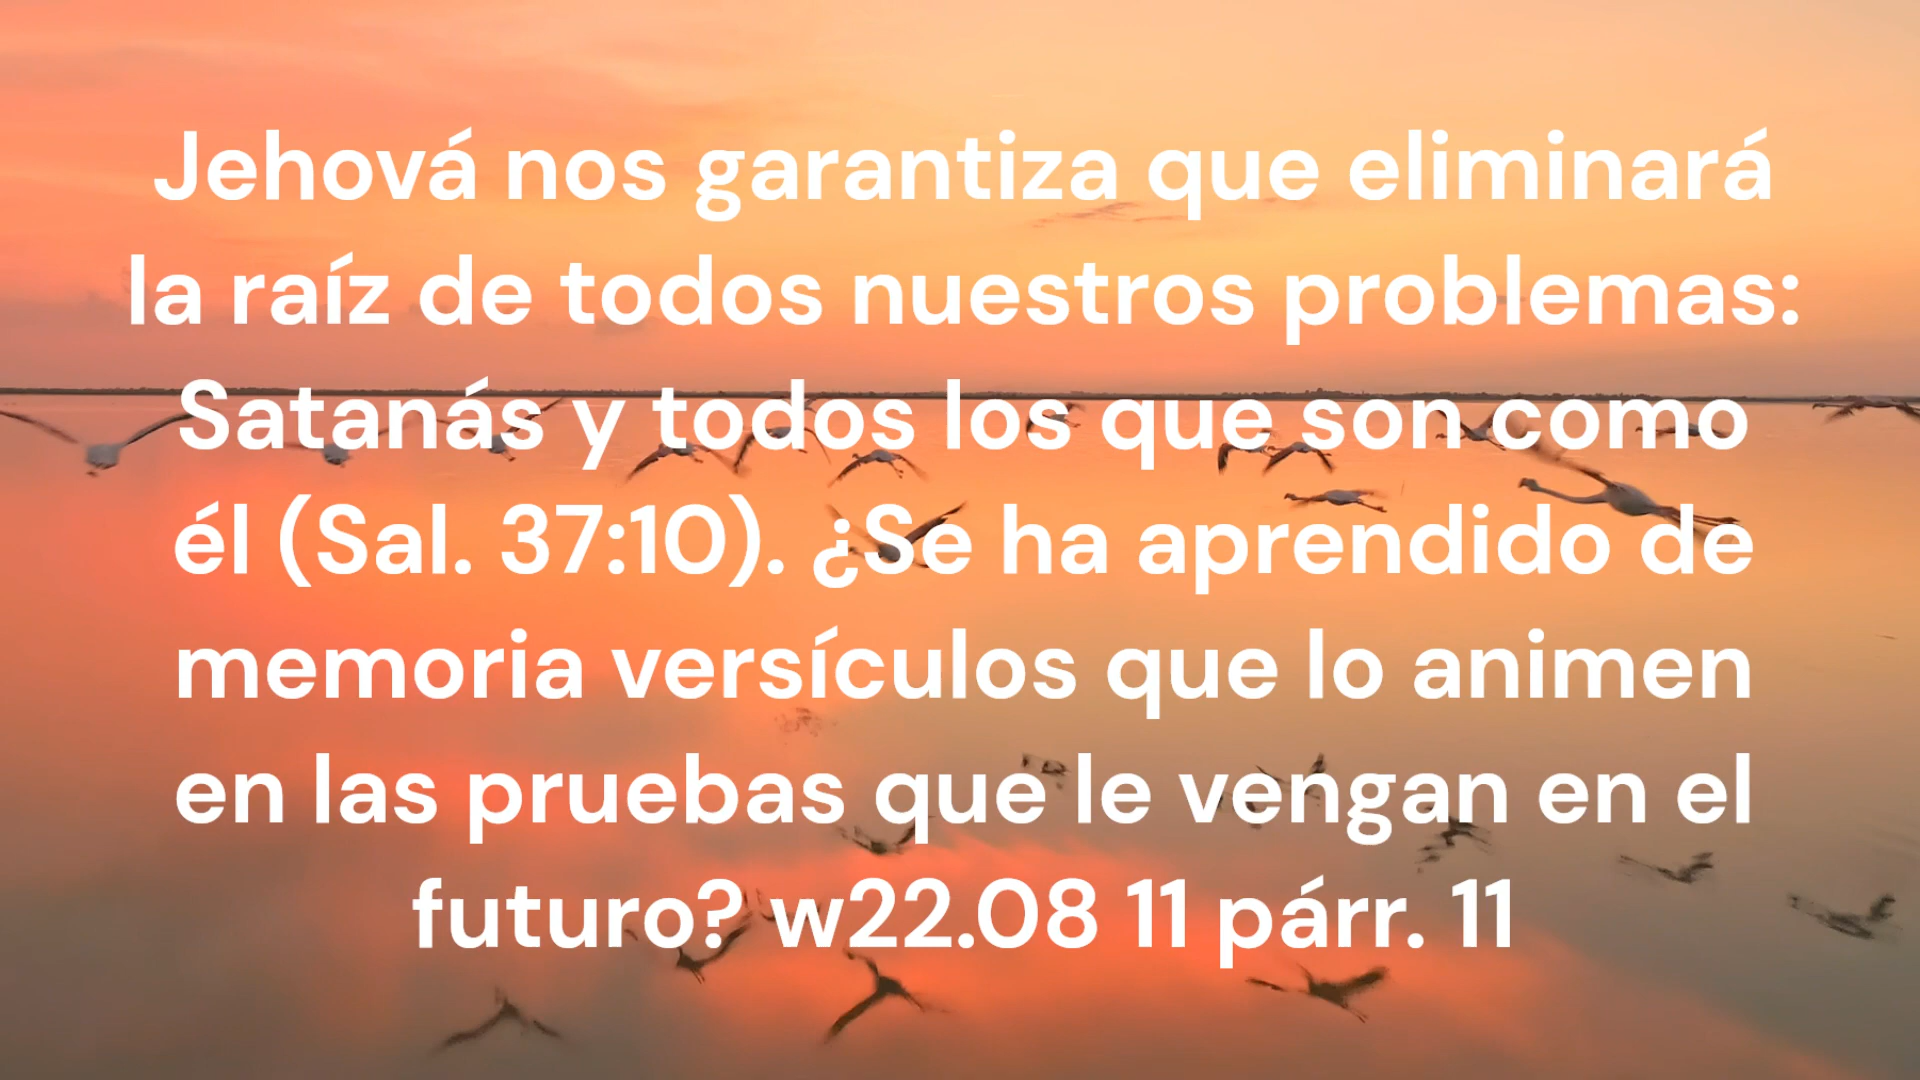 Jehová nos garantiza que eliminará
la raíz de todos nuestros problemas:
Satanás y todos los que son como
él (Sal. 37:10). ¿Se ha aprendido de
memoria versículos que lo animen
en las pruebas que le vengan en el
futuro? w22.08 11 párr. 11